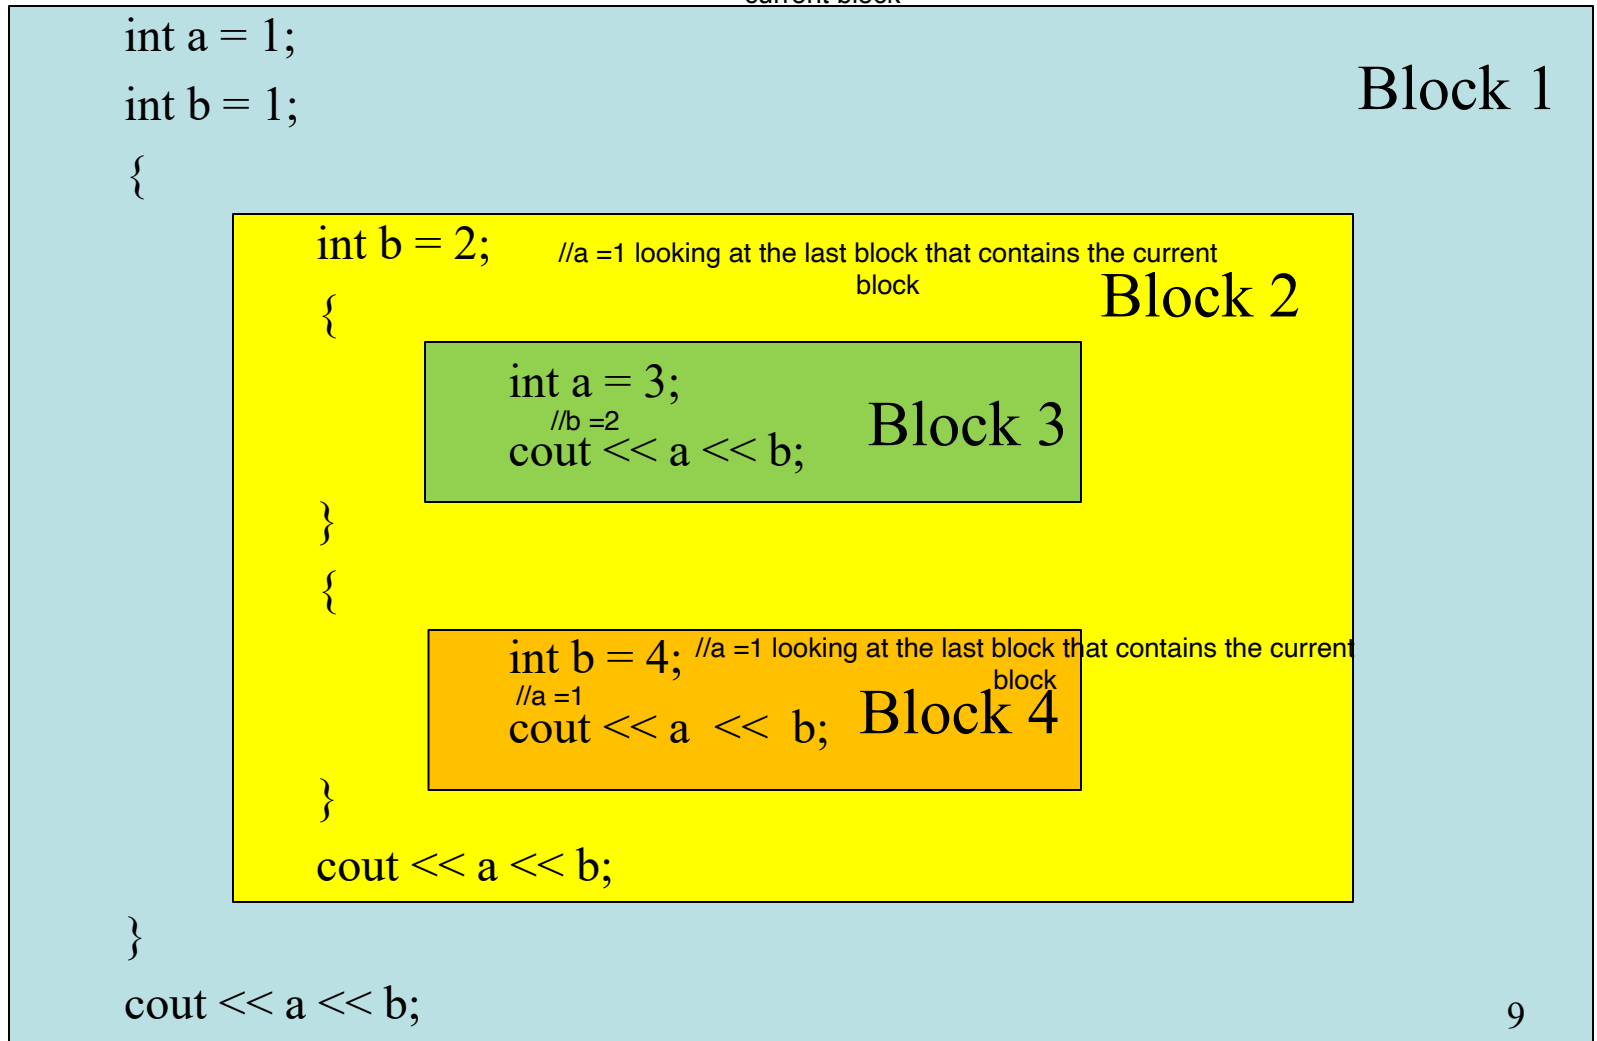 current block
int a = 1;
int b = 1;
Block 1
{
int b = 2;
//a =1 looking at the last block that contains the current
block
Block 2
{
int a = 3;
//b =2
cout << a << b;
Block 3
}
{
int b = 4;
//a =1 looking at the last block that contains the current
block
//a =1
cout << a << b;
Block 4
}
cout << a << b;
}
cout << a << b;
9